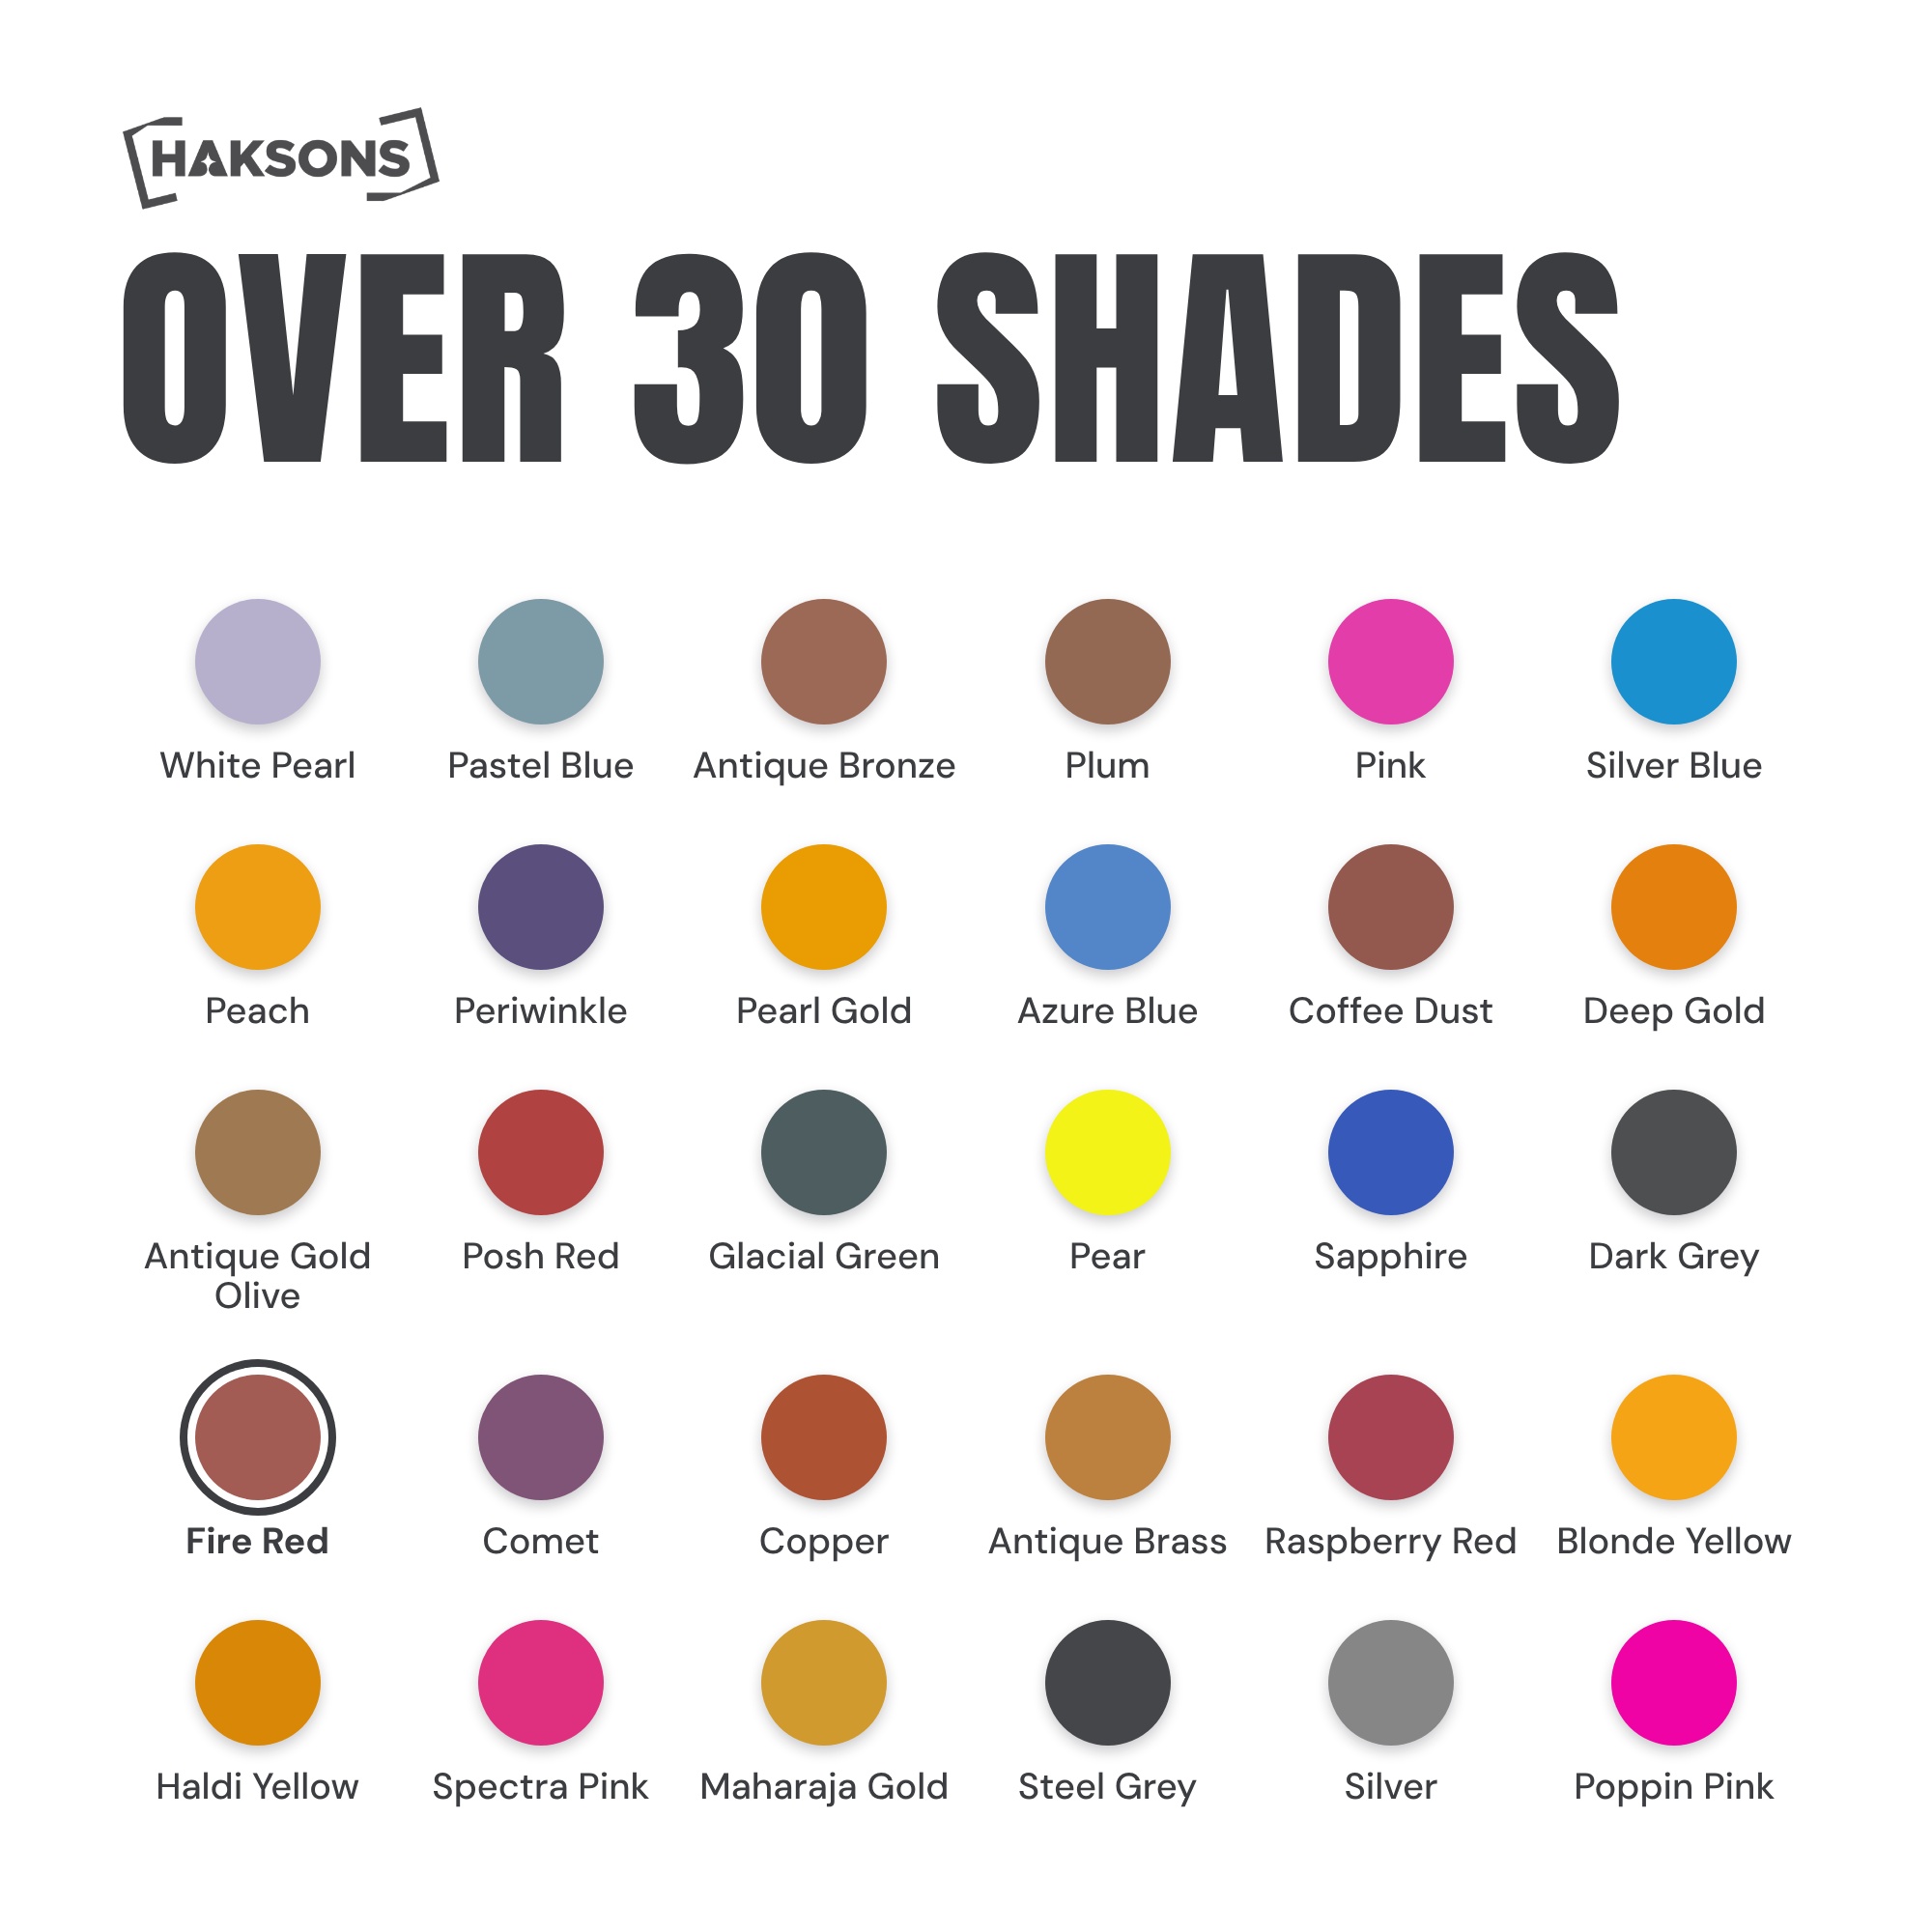 HAKSONS
OVER 30 SHADES
White Pearl Pastel Blue Antique Bronze Plum Pink Silver Blue
Peach Periwinkle Pearl Gold Azure Blue Coffee Dust Deep Gold
Antique Gold Posh Red Glacial Green Pear Sapphire Dark Grey
Olive
Fire Red Comet Copper Antique Brass Raspberry Red Blonde Yellow
Haldi Yellow Spectra Pink Maharaja Gold Steel Grey Silver Poppin Pink